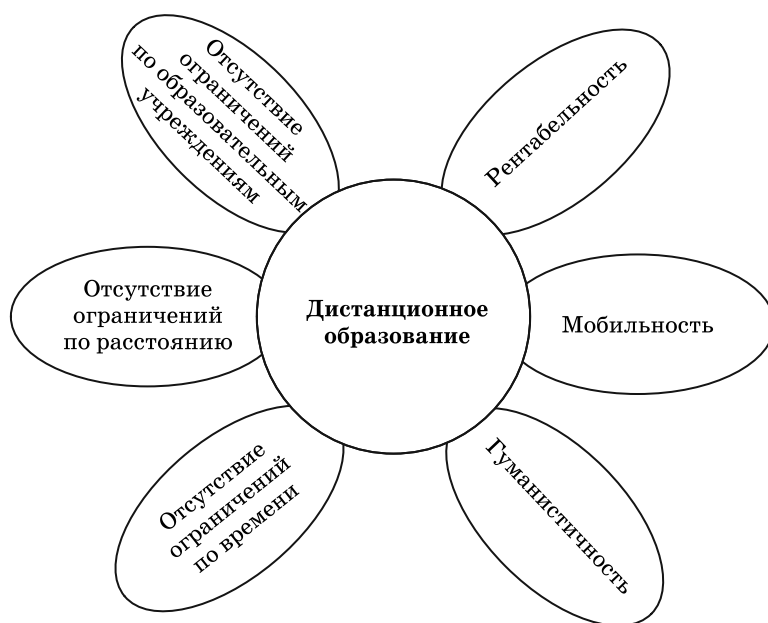 Отсутствие
ограничений
по образовательным
учреждениям
Рентабельность
Отсутствие
ограничений
по расстоянию
Дистанционное
образование
Мобильность
Отсутствие
ограничений
по времени
Гуманистичность